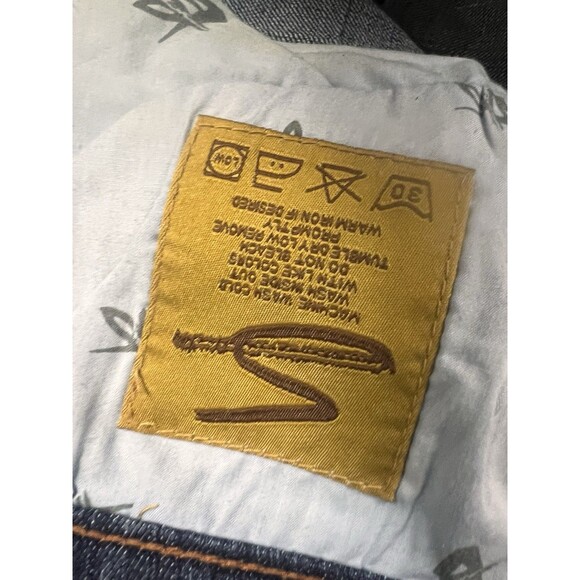 MACHINE WASH COLD
WASH INSIDE OUT
WITH LIKE COLORS
DO NOT BLEACH
TUMBLE DRY LOW REMOVE
PROMPTLY
WARM IRON IF DESIRED
30
LOW